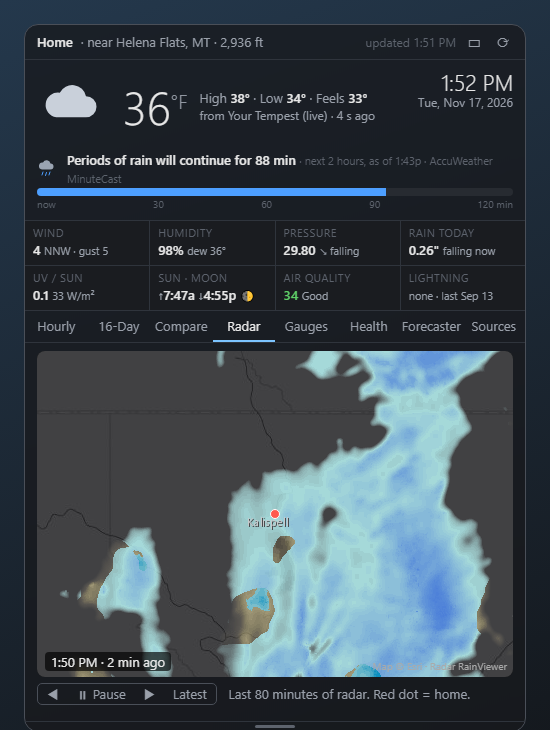 Home · near Helena Flats, MT · 2,936 ft
updated 1:51 PM
36°F
High 38° · Low 34° · Feels 33°
from Your Tempest (live) · 4 s ago
1:52 PM
Tue, Nov 17, 2026
Periods of rain will continue for 88 min · next 2 hours, as of 1:43p · AccuWeather
MinuteCast
now 30 60 90 120 min
WIND HUMIDITY PRESSURE RAIN TODAY
4 NNW · gust 5 98% dew 36° 29.80 ↘ falling 0.26" falling now
UV / SUN SUN · MOON AIR QUALITY LIGHTNING
0.1 33 W/m² ↑7:47a ↓4:55p 34 Good none · last Sep 13
Hourly 16-Day Compare Radar Gauges Health Forecaster Sources
Kalispell
1:50 PM · 2 min ago
Radar RainViewer
Pause Latest Last 80 minutes of radar. Red dot = home.